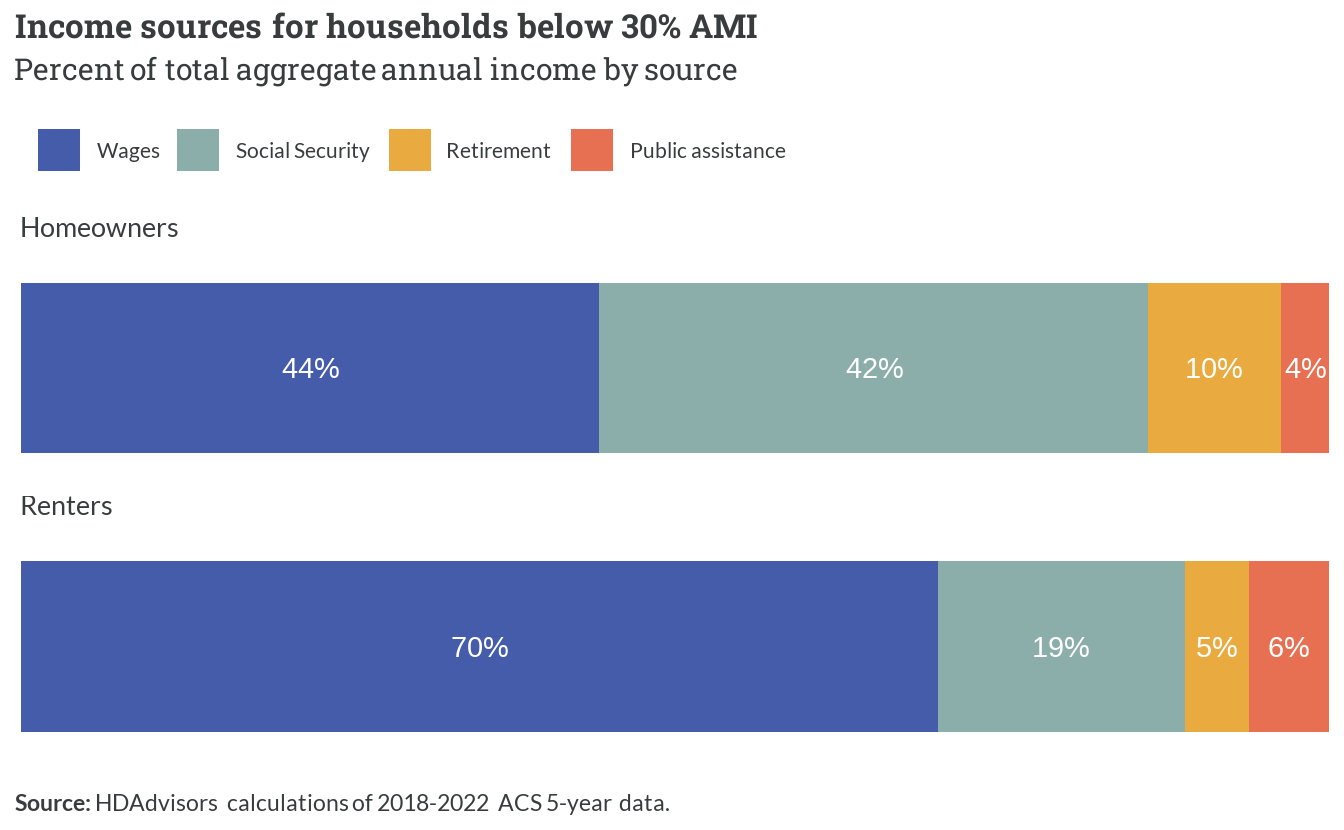 Income sources for households below 30% AMI
Percent of total aggregate annual income by source
Wages Social Security Retirement Public assistance
Homeowners
44% 42% 10% 4%
Renters
70% 19% 5% 6%
Source: HDAdvisors calculations of 2018-2022 ACS 5-year data.